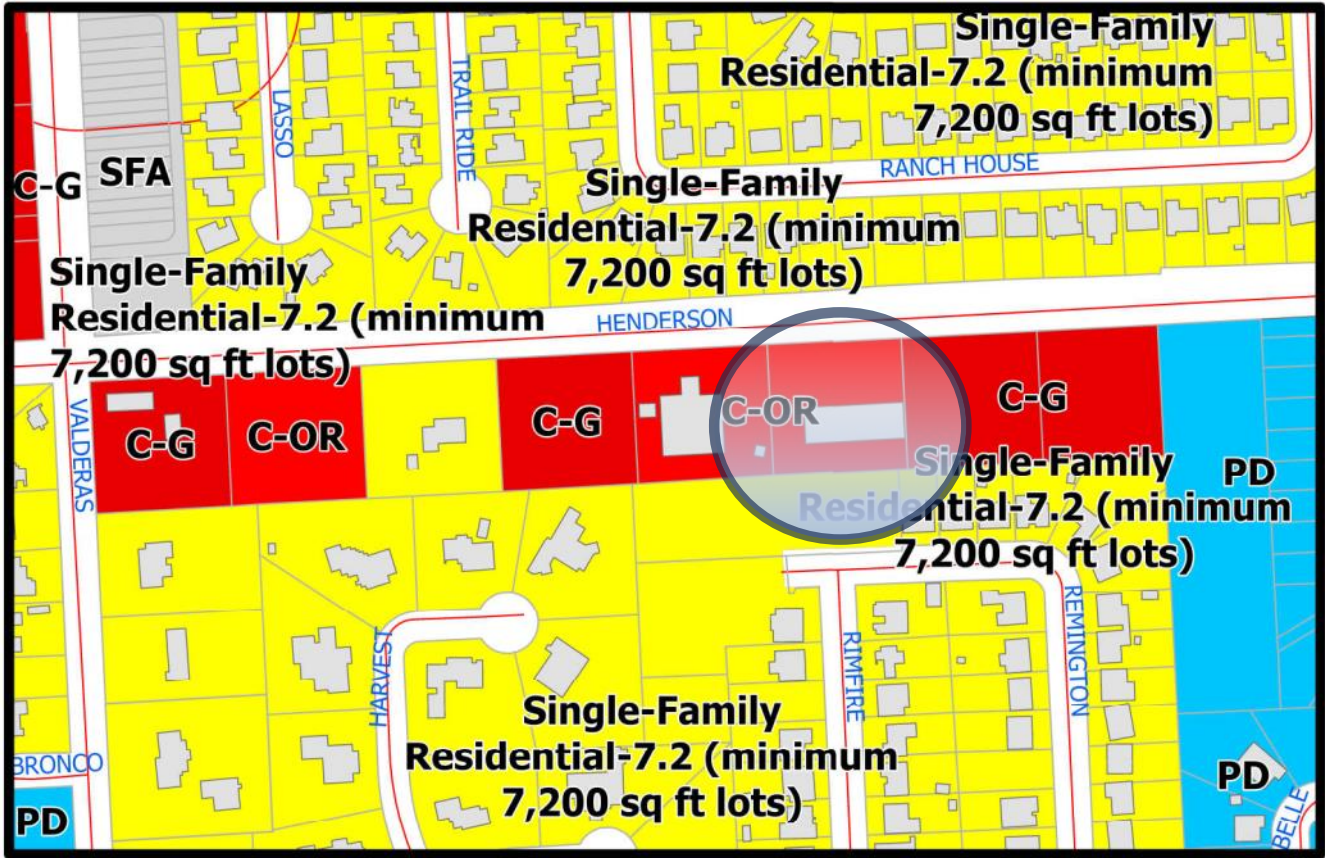 Single-Family
Residential-7.2 (minimum
7,200 sq ft lots)
LASSO
TRAIL RIDE
RANCH HOUSE
C-G
SFA
Single-Family
Residential-7.2 (minimum
7,200 sq ft lots)
Single-Family
Residential-7.2 (minimum
7,200 sq ft lots)
HENDERSON
VALDERAS
C-G
C-OR
C-G
C-OR
C-G
Single-Family
Residential-7.2 (minimum
7,200 sq ft lots)
PD
HARVEST
RIMFIRE
REMINGTON
Single-Family
Residential-7.2 (minimum
7,200 sq ft lots)
BRONCO
PD
PD
BELLE